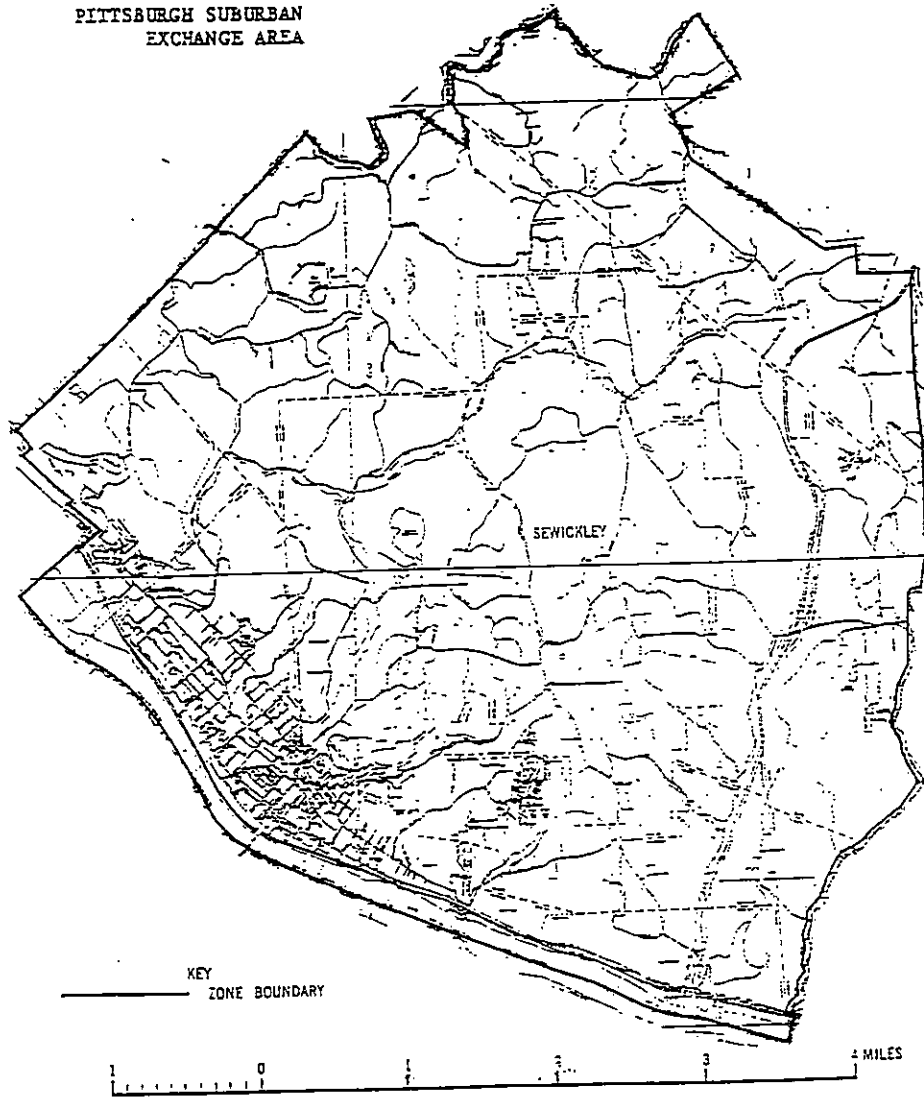 PITTSBURGH SUBURBAN
EXCHANGE AREA
SEWICKLEY
KEY
ZONE BOUNDARY
1 0 1 2 3 4 MILES